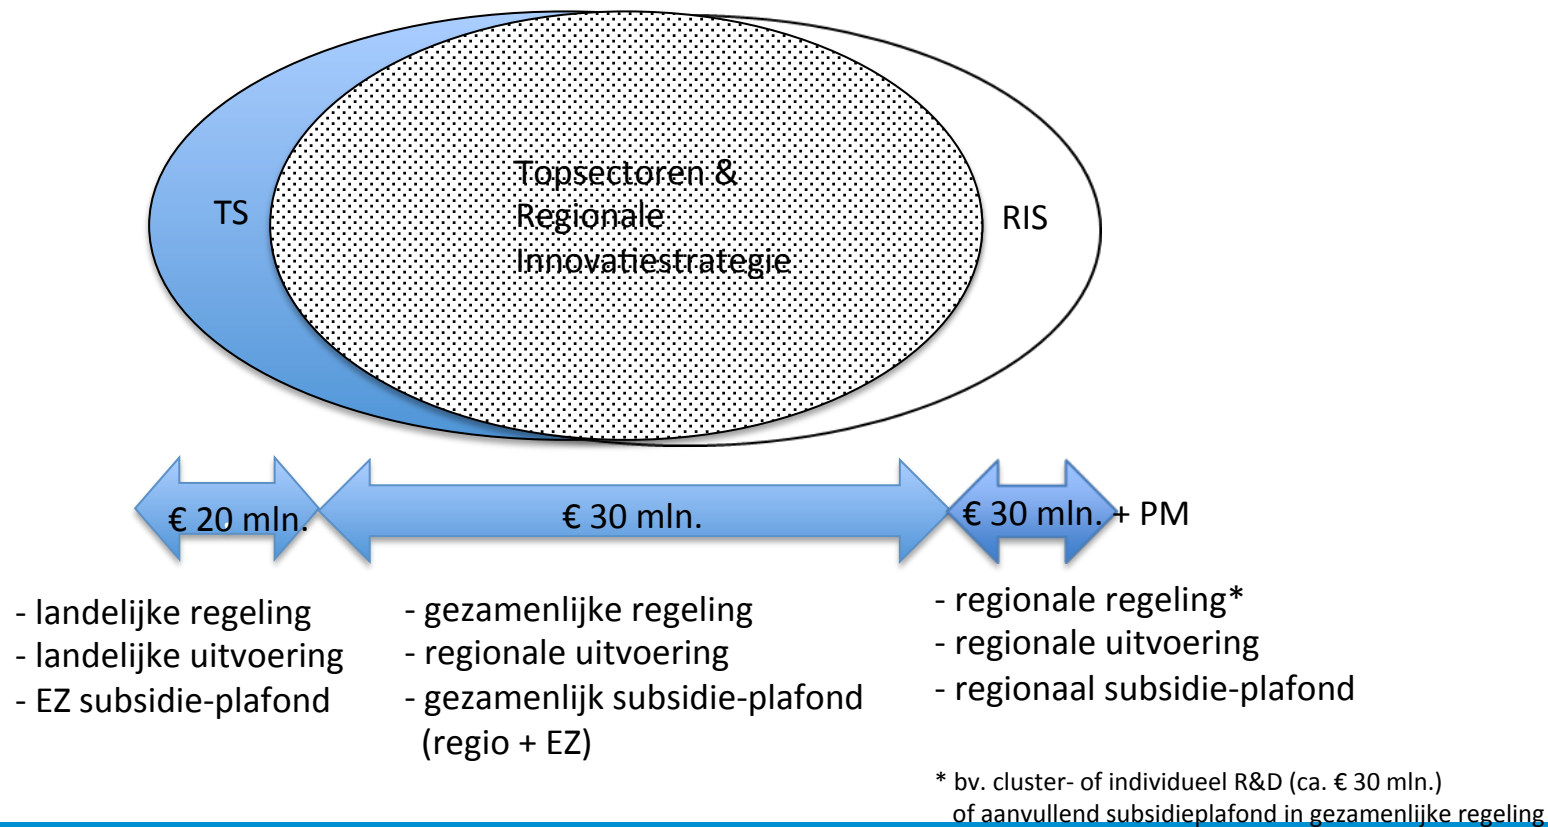 TS
Topsectoren &
Regionale
Innovatiestrategie
RIS
€ 20 mln.
€ 30 mln.
€ 30 mln. + PM
- landelijke regeling
- landelijke uitvoering
- EZ subsidie-plafond
- gezamenlijke regeling
- regionale uitvoering
- gezamenlijk subsidie-plafond
(regio + EZ)
- regionale regeling*
- regionale uitvoering
- regionaal subsidie-plafond
* bv. cluster- of individueel R&D (ca. € 30 mln.)
of aanvullend subsidieplafond in gezamenlijke regeling